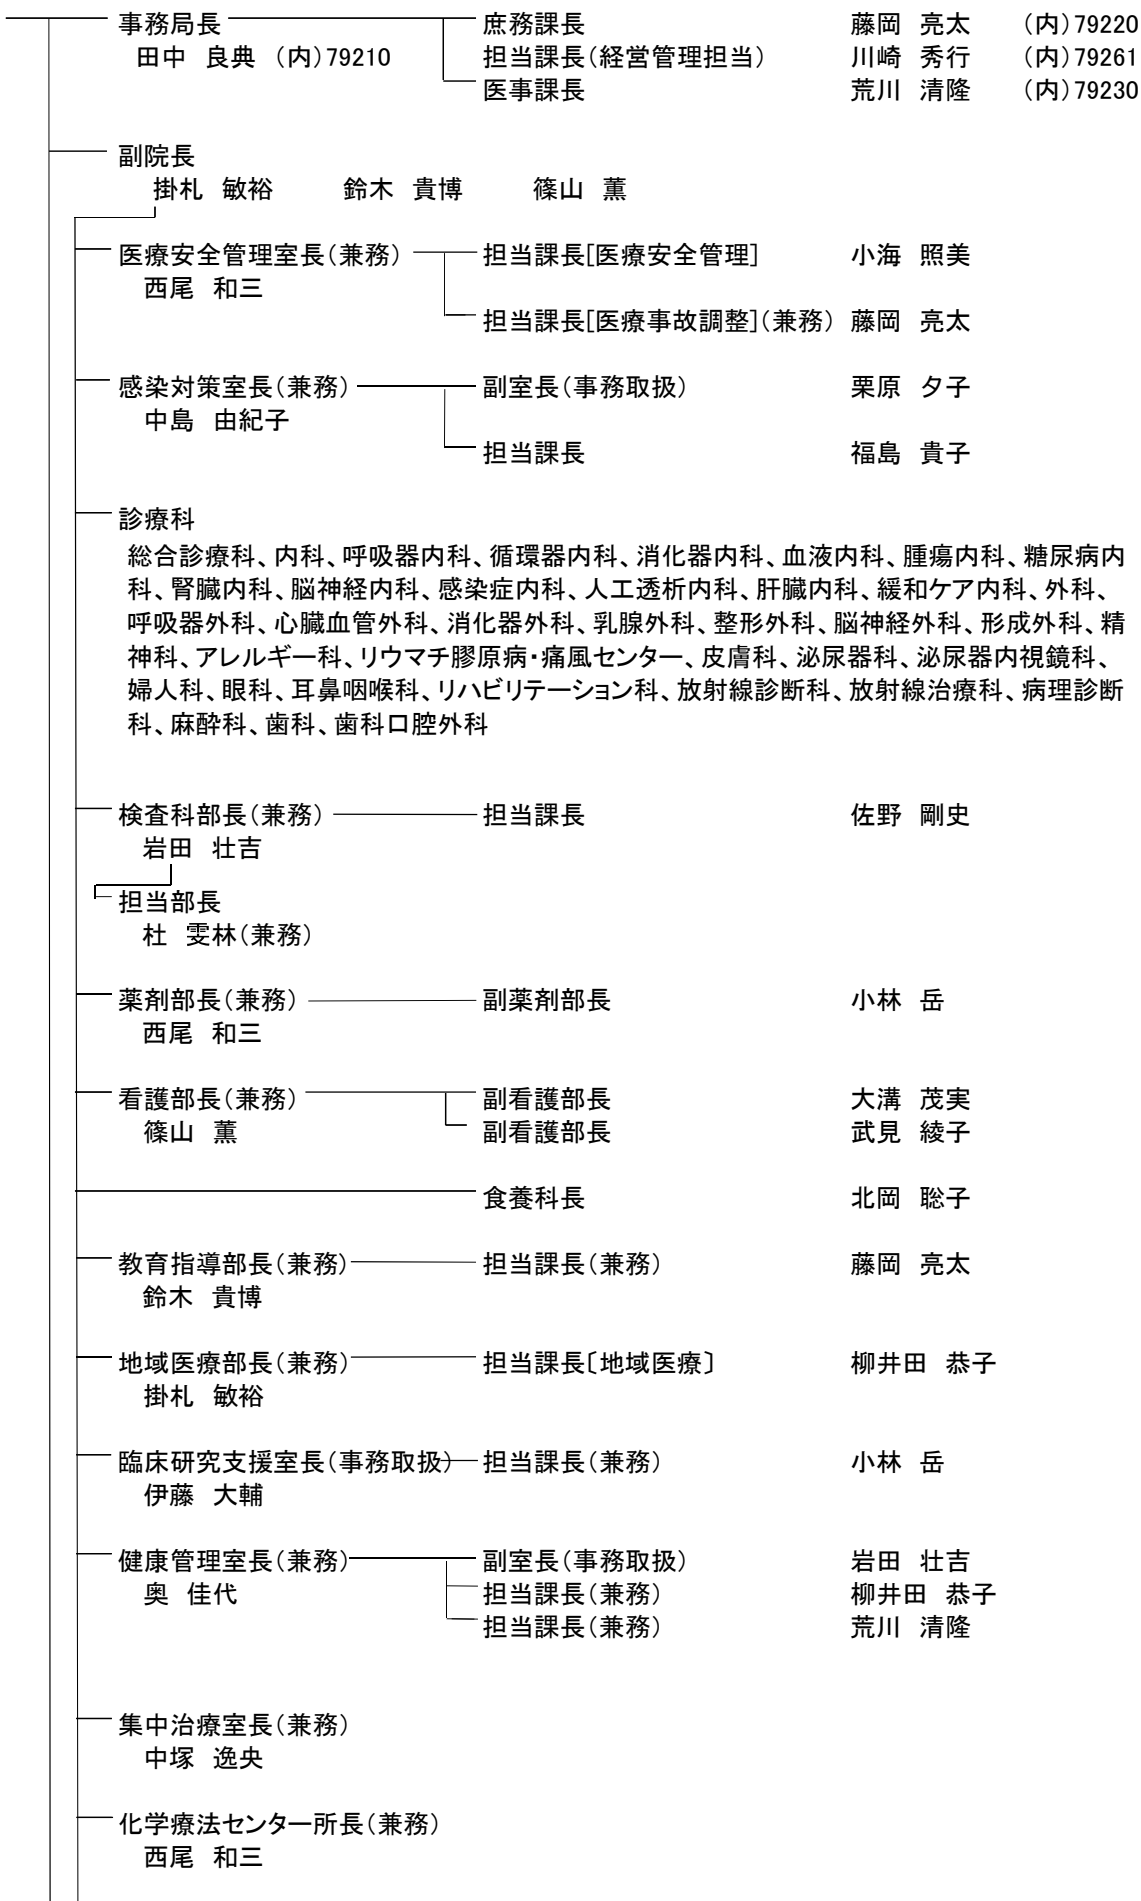 事務局長 庶務課長 藤岡 亮太 (内)79220
田中 良典 (内)79210 担当課長(経営管理担当) 川崎 秀行 (内)79261
医事課長 荒川 清隆 (内)79230
副院長
掛札 敏裕 鈴木 貴博 篠山 薫
医療安全管理室長(兼務) 担当課長[医療安全管理] 小海 照美
西尾 和三
担当課長[医療事故調整](兼務) 藤岡 亮太
感染対策室長(兼務) 副室長(事務取扱) 栗原 夕子
中島 由紀子
担当課長 福島 貴子
診療科
総合診療科、内科、呼吸器内科、循環器内科、消化器内科、血液内科、腫瘍内科、糖尿病内
科、腎臓内科、脳神経内科、感染症内科、人工透析内科、肝臓内科、緩和ケア内科、外科、
呼吸器外科、心臓血管外科、消化器外科、乳腺外科、整形外科、脳神経外科、形成外科、精
神科、アレルギー科、リウマチ膠原病・痛風センター、皮膚科、泌尿器科、泌尿器内視鏡科、
婦人科、眼科、耳鼻咽喉科、リハビリテーション科、放射線診断科、放射線治療科、病理診断
科、麻酔科、歯科、歯科口腔外科
検査科部長(兼務) 担当課長 佐野 剛史
岩田 壮吉
担当部長
杜 雯林(兼務)
薬剤部長(兼務) 副薬剤部長 小林 岳
西尾 和三
看護部長(兼務) 副看護部長 大溝 茂実
篠山 薫 副看護部長 武見 綾子
食養科長 北岡 聡子
教育指導部長(兼務) 担当課長(兼務) 藤岡 亮太
鈴木 貴博
地域医療部長(兼務) 担当課長〔地域医療〕 柳井田 恭子
掛札 敏裕
臨床研究支援室長(事務取扱) 担当課長(兼務) 小林 岳
伊藤 大輔
健康管理室長(兼務) 副室長(事務取扱) 岩田 壮吉
奥 佳代 担当課長(兼務) 柳井田 恭子
担当課長(兼務) 荒川 清隆
集中治療室長(兼務)
中塚 逸央
化学療法センター所長(兼務)
西尾 和三